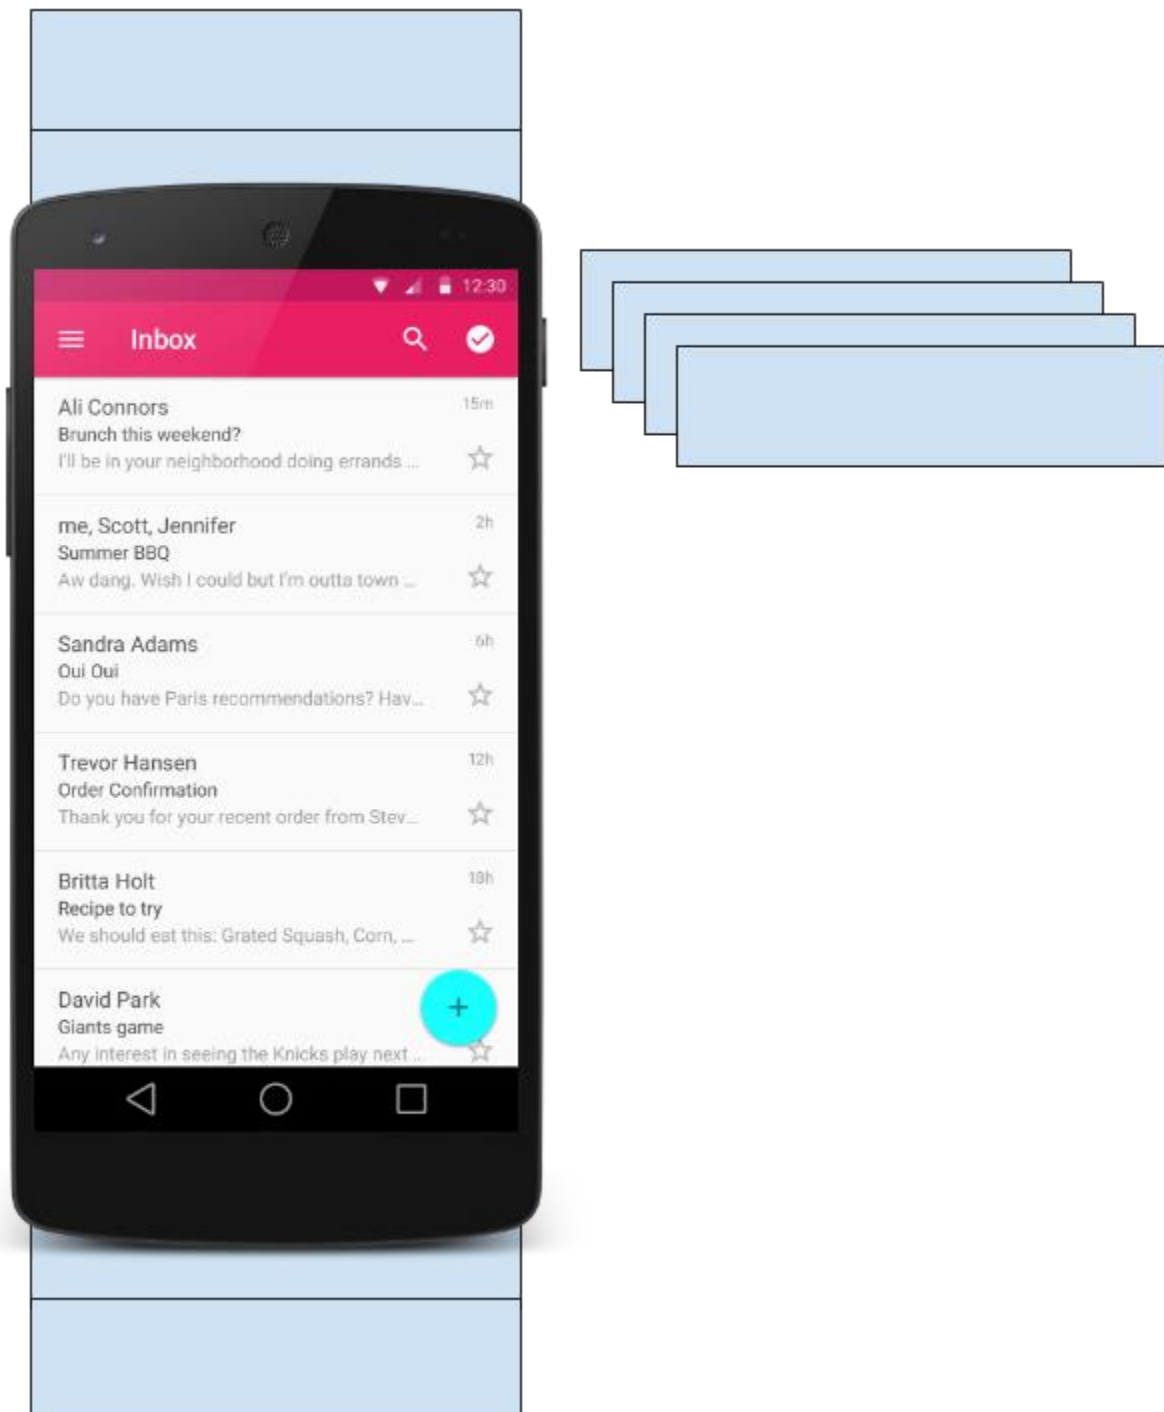 12:30
Inbox
Ali Connors 15m
Brunch this weekend?
I'll be in your neighborhood doing errands ...
me, Scott, Jennifer 2h
Summer BBQ
Aw dang. Wish I could but I'm outta town ...
Sandra Adams 6h
Oui Oui
Do you have Paris recommendations? Hav...
Trevor Hansen 12h
Order Confirmation
Thank you for your recent order from Stev...
Britta Holt 18h
Recipe to try
We should eat this: Grated Squash, Corn, ...
David Park
Giants game
Any interest in seeing the Knicks play next ...